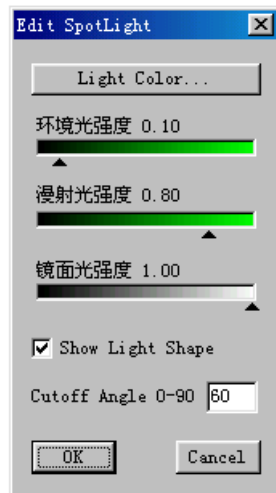 Edit SpotLight
Light Color...
环境光强度 0.10
漫射光强度 0.80
镜面光强度 1.00
Show Light Shape
Cutoff Angle 0-90 60
OK Cancel